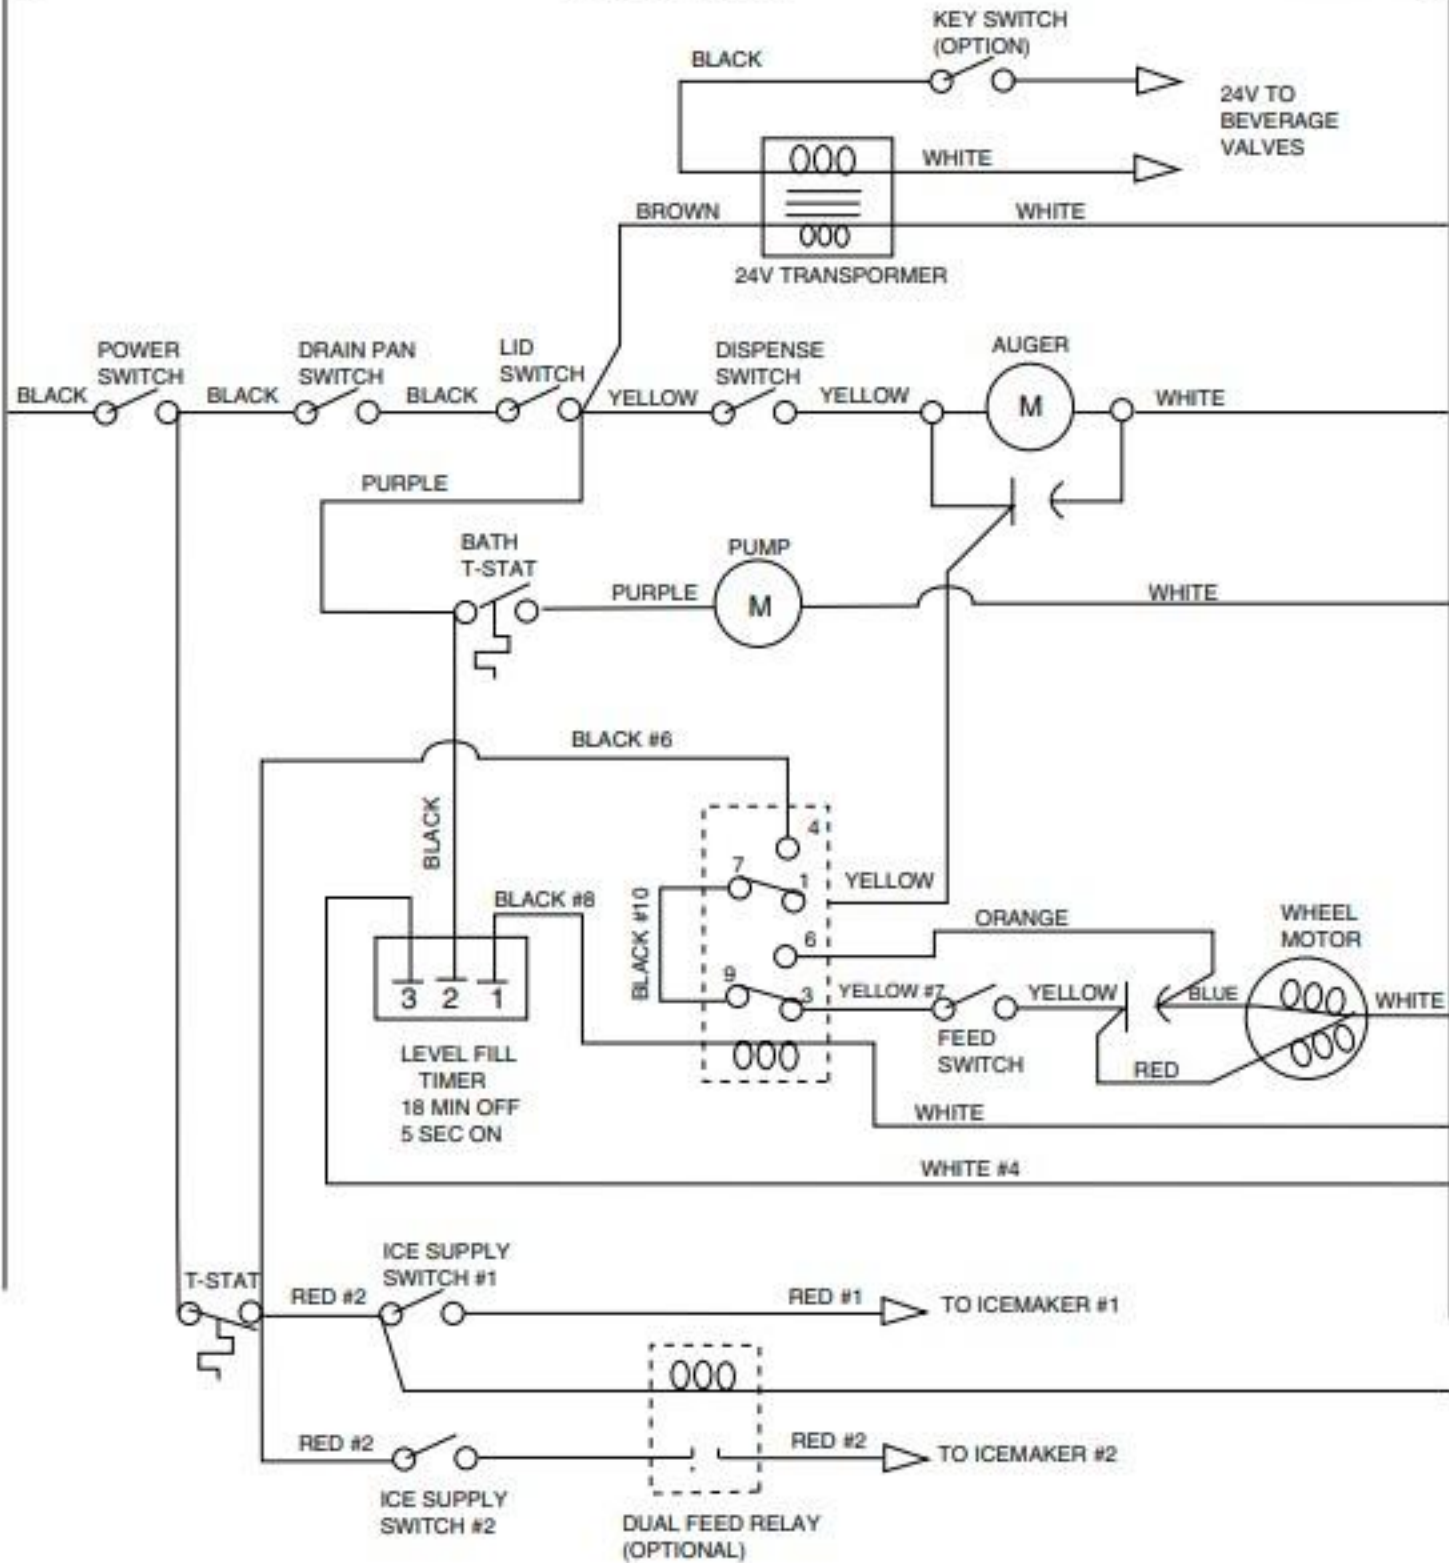 KEY SWITCH
(OPTION)
BLACK
24V TO
BEVERAGE
VALVES
WHITE
BROWN
WHITE
24V TRANSPORMER
POWER
SWITCH
DRAIN PAN
SWITCH
LID
SWITCH
DISPENSE
SWITCH
AUGER
BLACK
BLACK
BLACK
YELLOW
YELLOW
M
WHITE
PURPLE
BATH
T-STAT
PUMP
PURPLE
M
WHITE
BLACK #6
BLACK
4
7
1
YELLOW
BLACK #8
BLACK #10
ORANGE
WHEEL
MOTOR
6
9
3
YELLOW #7
YELLOW
BLUE
WHITE
3 2 1
FEED
SWITCH
RED
LEVEL FILL
TIMER
18 MIN OFF
5 SEC ON
WHITE
WHITE #4
ICE SUPPLY
SWITCH #1
T-STAT
RED #2
RED #1
TO ICEMAKER #1
RED #2
RED #2
TO ICEMAKER #2
ICE SUPPLY
SWITCH #2
DUAL FEED RELAY
(OPTIONAL)